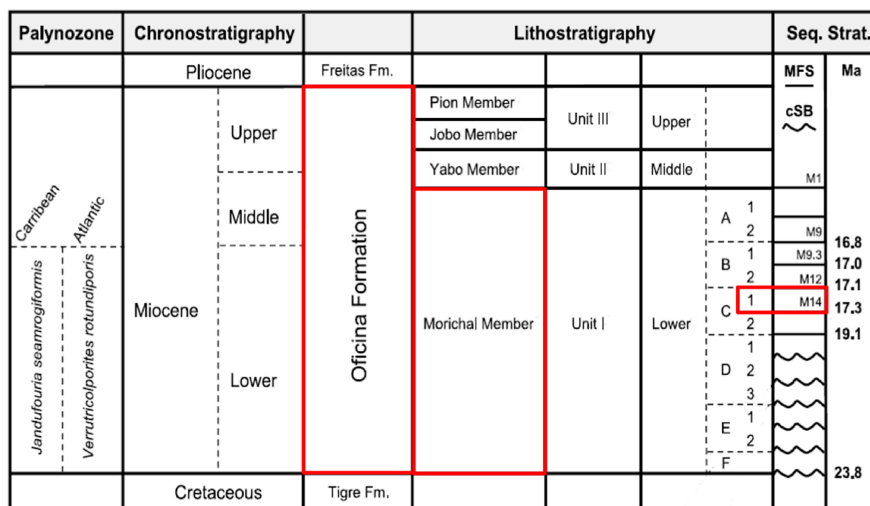 Palynozone Chronostratigraphy Lithostratigraphy Seq. Strat.
Pliocene Freitas Fm. MFS Ma
cSB
Pion Member Unit III Upper
Jobo Member
Upper
Yabo Member Unit II Middle
M1
Carribean Atlantic
Middle
A 1
2 M9
16.8
B 1 M9.3
17.0
2 M12
17.1
Jandufouria seamrogiformis
Verrutricolporites rotundiporis
Miocene
Oficina Formation
Morichal Member Unit I Lower
C 1 M14
17.3
2
19.1
Lower
D 1
2
3
E 1
2
F
23.8
Cretaceous Tigre Fm.